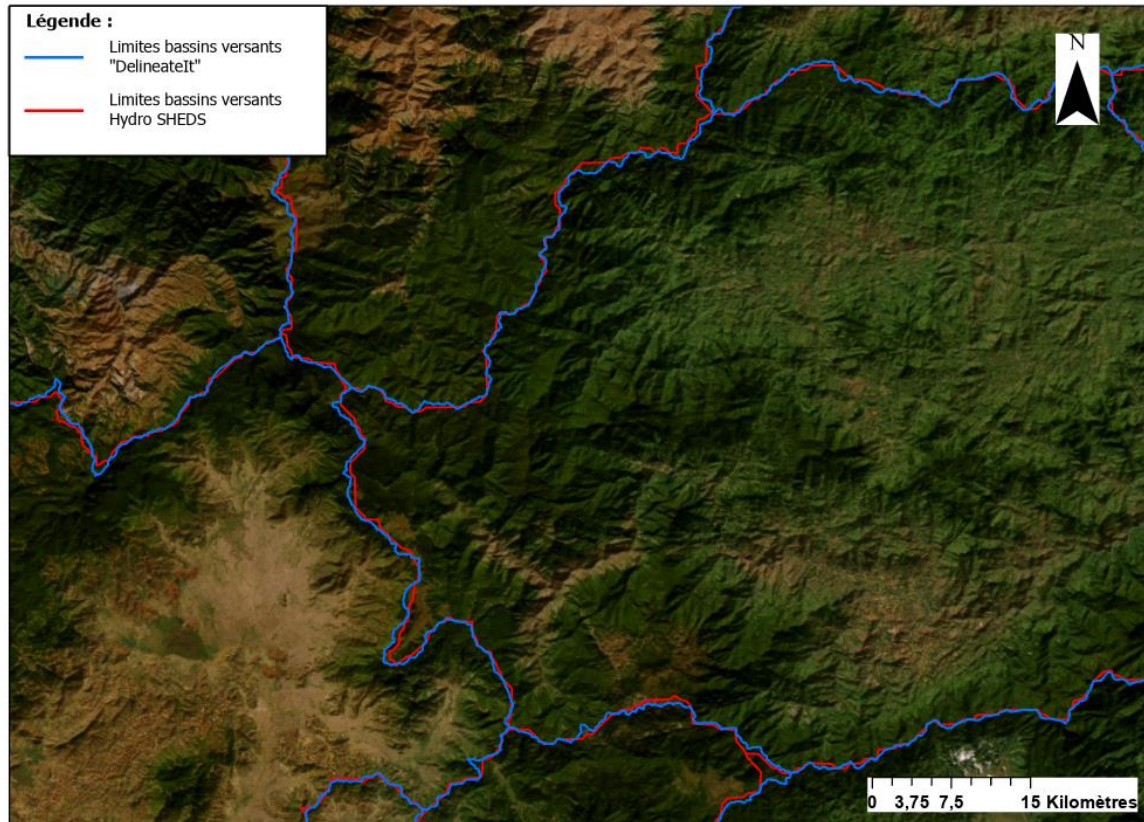 Légende :
Limites bassins versants
"DelineateIt"
Limites bassins versants
Hydro SHEDS
N
0 3,75 7,5 15 Kilomètres